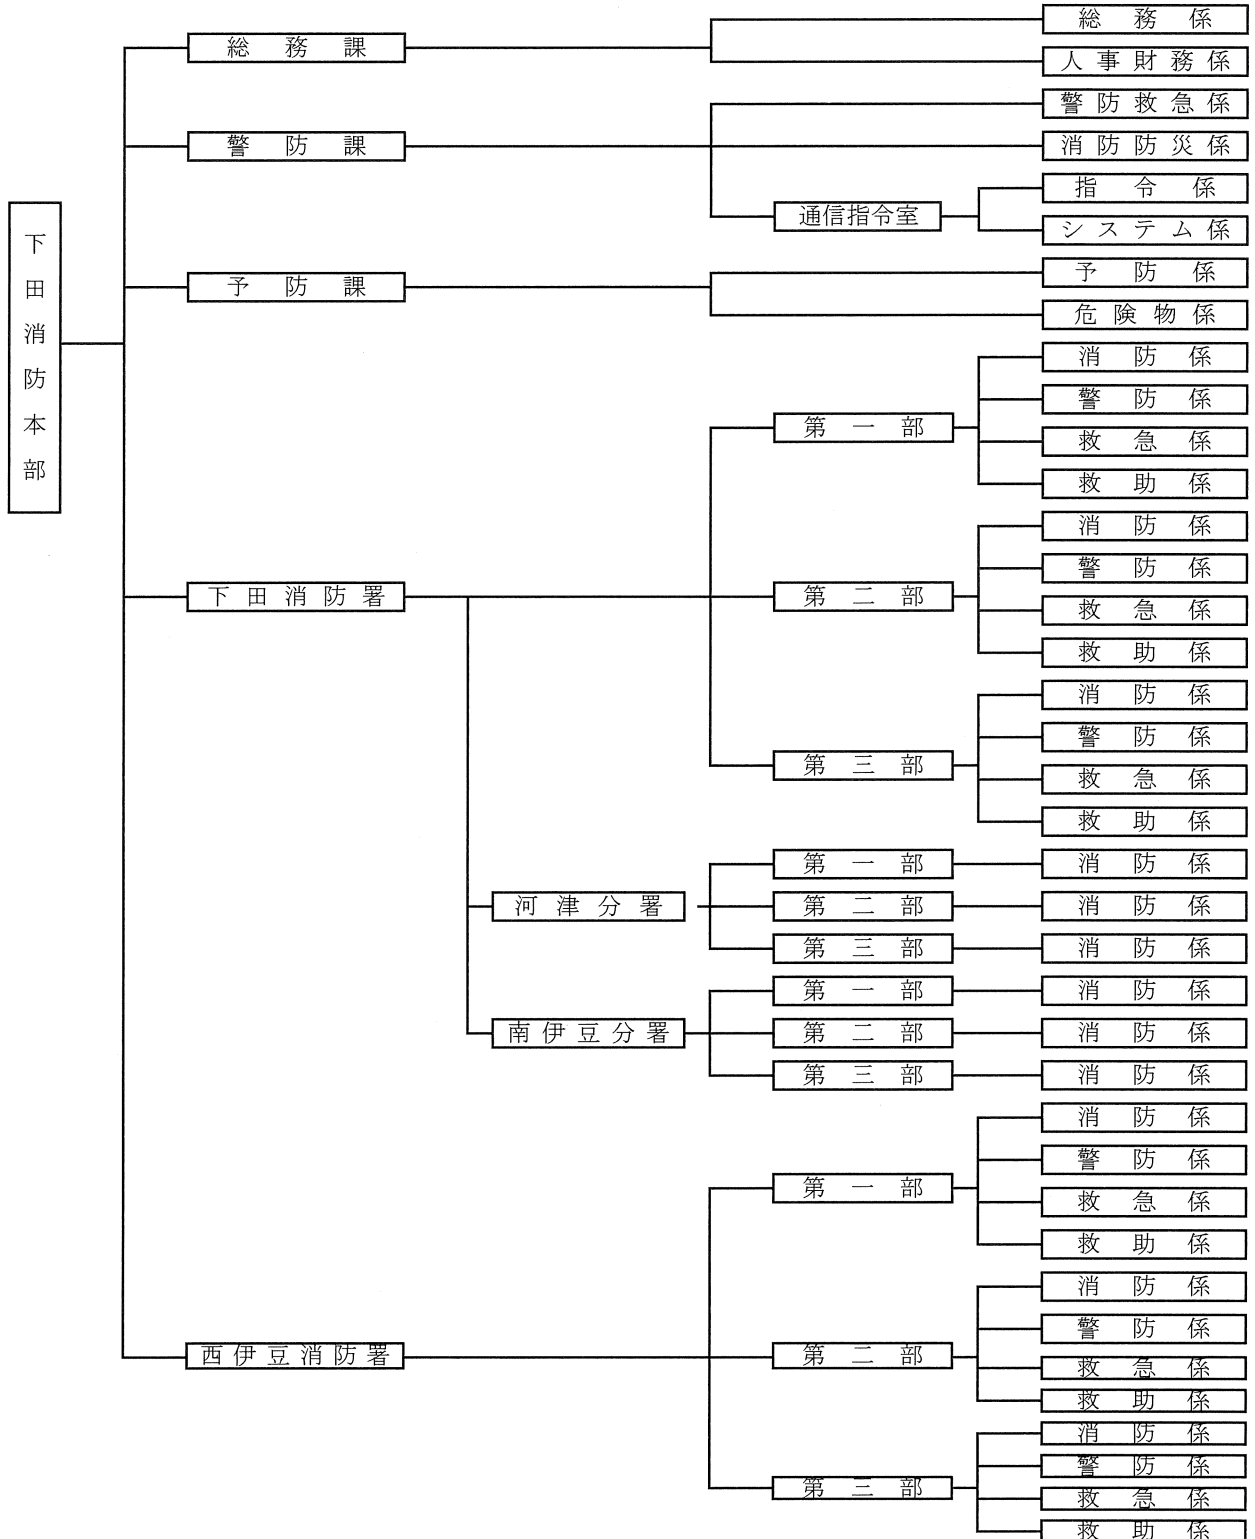 下田消防本部
総務課
総務係
人事財務係
警防課
警防救急係
消防防災係
通信指令室
指令係
システム係
予防課
予防係
危険物係
下田消防署
第一部
消防係
警防係
救急係
救助係
第二部
消防係
警防係
救急係
救助係
第三部
消防係
警防係
救急係
救助係
河津分署
第一部
消防係
第二部
消防係
第三部
消防係
南伊豆分署
第一部
消防係
第二部
消防係
第三部
消防係
西伊豆消防署
第一部
消防係
警防係
救急係
救助係
第二部
消防係
警防係
救急係
救助係
第三部
消防係
警防係
救急係
救助係